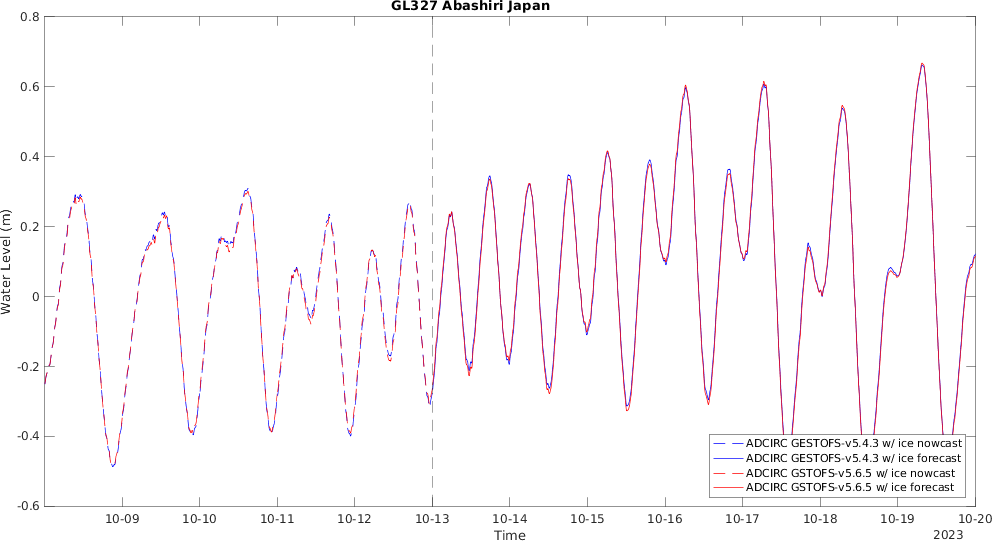 GL327 Abashiri Japan
0.8
0.6
0.4
0.2
0
-0.2
-0.4
-0.6
Water Level (m)
ADCIRC GESTOFS-v5.4.3 w/ ice nowcast
ADCIRC GESTOFS-v5.4.3 w/ ice forecast
ADCIRC GSTOFS-v5.6.5 w/ ice nowcast
ADCIRC GSTOFS-v5.6.5 w/ ice forecast
10-09 10-10 10-11 10-12 10-13 10-14 10-15 10-16 10-17 10-18 10-19 10-20
Time
2023